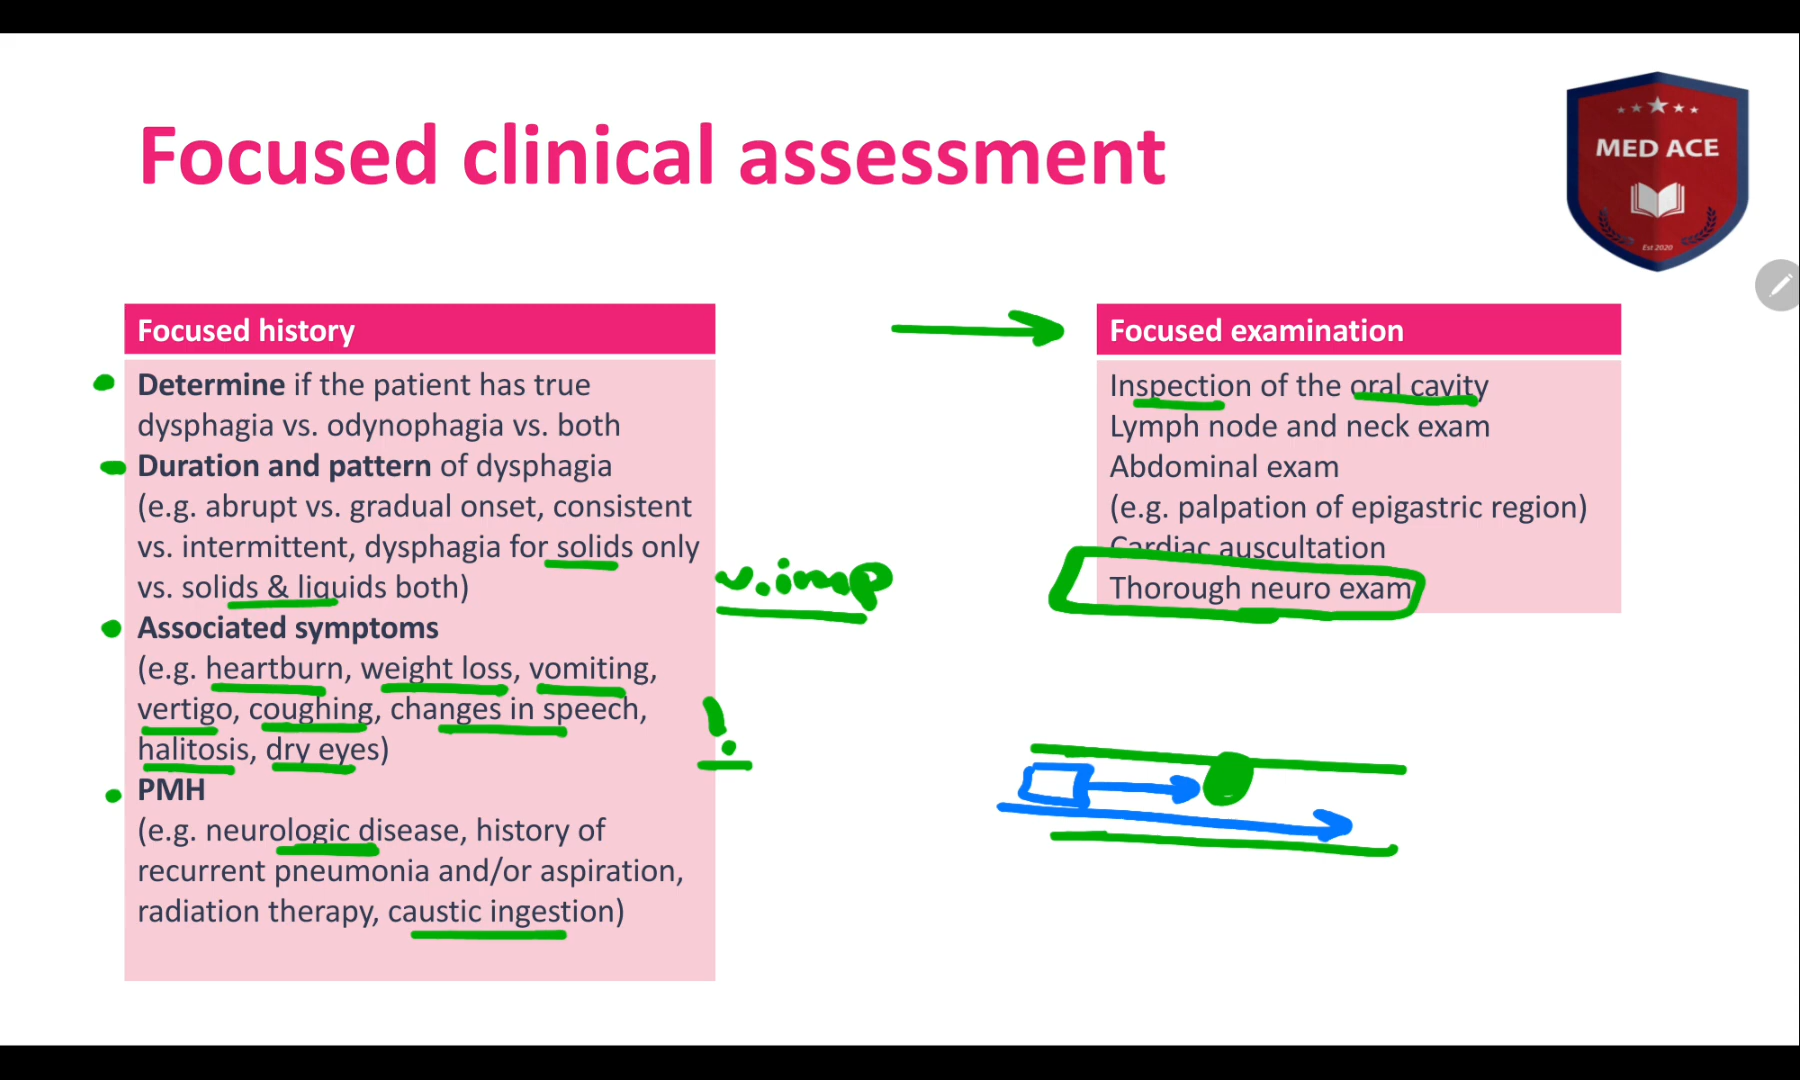 Focused clinical assessment
MED ACE
Est 2020
Focused history
Determine if the patient has true
dysphagia vs. odynophagia vs. both
Duration and pattern of dysphagia
(e.g. abrupt vs. gradual onset, consistent
vs. intermittent, dysphagia for solids only
vs. solids & liquids both)
v.imp
Associated symptoms
(e.g. heartburn, weight loss, vomiting,
vertigo, coughing, changes in speech,
halitosis, dry eyes)
!
PMH
(e.g. neurologic disease, history of
recurrent pneumonia and/or aspiration,
radiation therapy, caustic ingestion)
Focused examination
Inspection of the oral cavity
Lymph node and neck exam
Abdominal exam
(e.g. palpation of epigastric region)
Cardiac auscultation
Thorough neuro exam